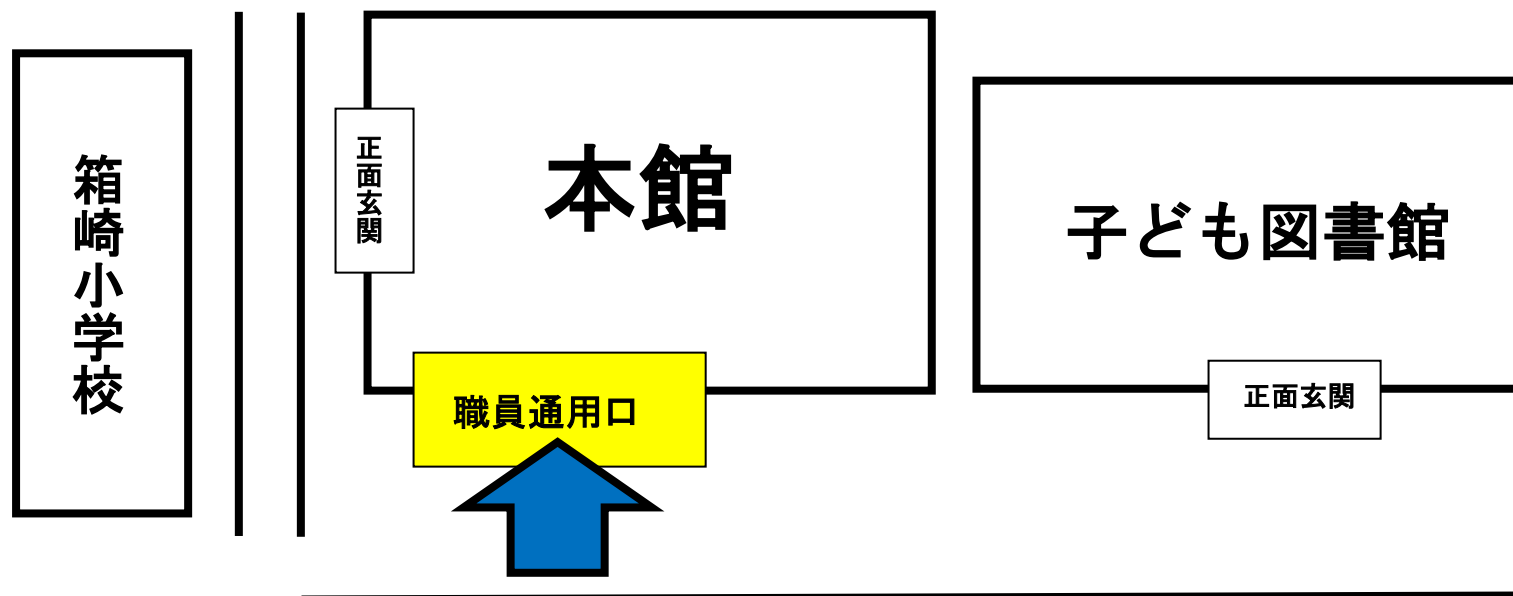 箱崎小学校
正面玄関
本館
職員通用口
子ども図書館
正面玄関